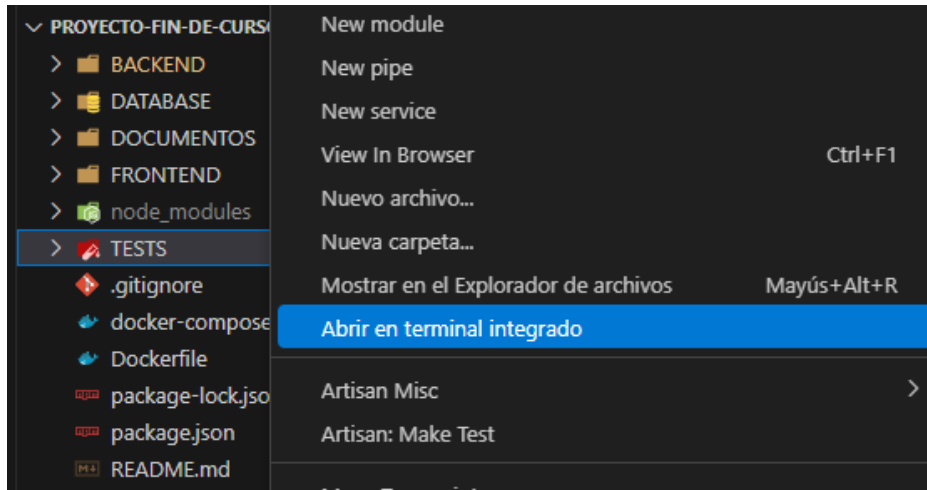 PROYECTO-FIN-DE-CURSO
BACKEND
DATABASE
DOCUMENTOS
FRONTEND
node_modules
TESTS
.gitignore
docker-compose
Dockerfile
package-lock.jso
package.json
README.md
New module
New pipe
New service
View In Browser Ctrl+F1
Nuevo archivo...
Nueva carpeta...
Mostrar en el Explorador de archivos Mayús+Alt+R
Abrir en terminal integrado
Artisan Misc
Artisan: Make Test